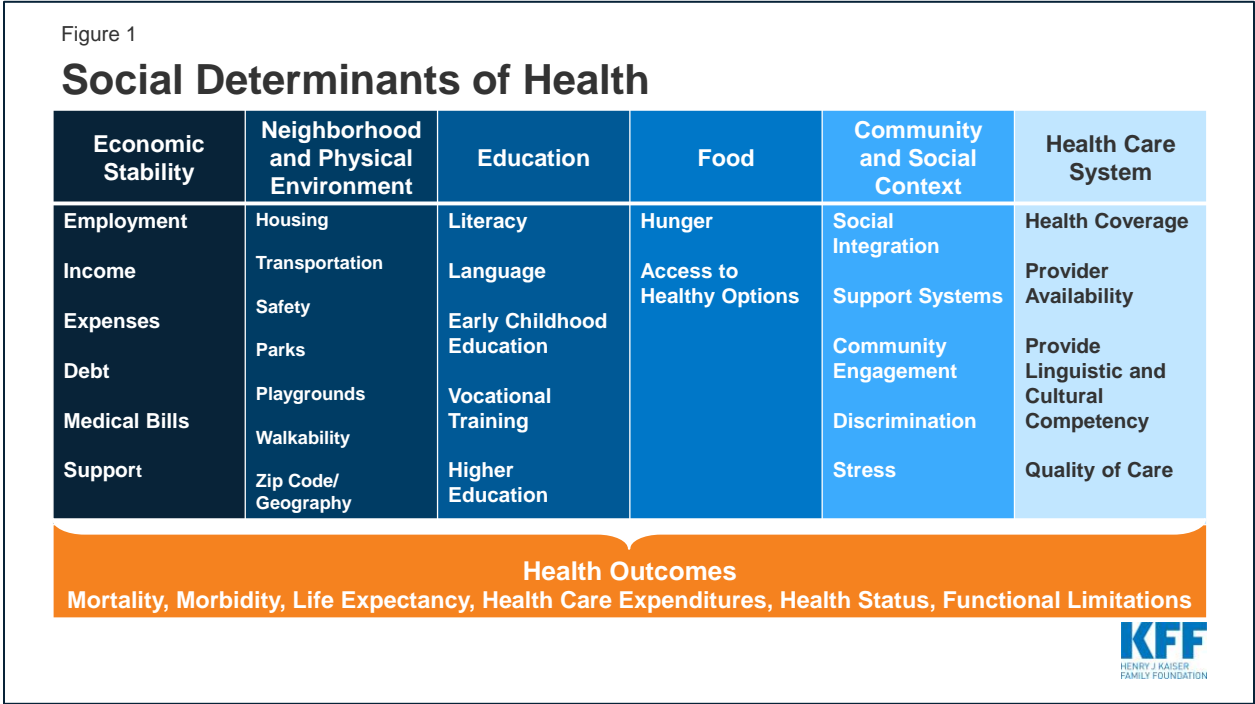 Figure 1
Social Determinants of Health
Economic
Stability
Neighborhood
and Physical
Environment
Education
Food
Community
and Social
Context
Health Care
System
Employment
Income
Expenses
Debt
Medical Bills
Support
Housing
Transportation
Safety
Parks
Playgrounds
Walkability
Zip Code/
Geography
Literacy
Language
Early Childhood
Education
Vocational
Training
Higher
Education
Hunger
Access to
Healthy Options
Social
Integration
Support Systems
Community
Engagement
Discrimination
Stress
Health Coverage
Provider
Availability
Provide
Linguistic and
Cultural
Competency
Quality of Care
Health Outcomes
Mortality, Morbidity, Life Expectancy, Health Care Expenditures, Health Status, Functional Limitations
KFF
HENRY J KAISER
FAMILY FOUNDATION